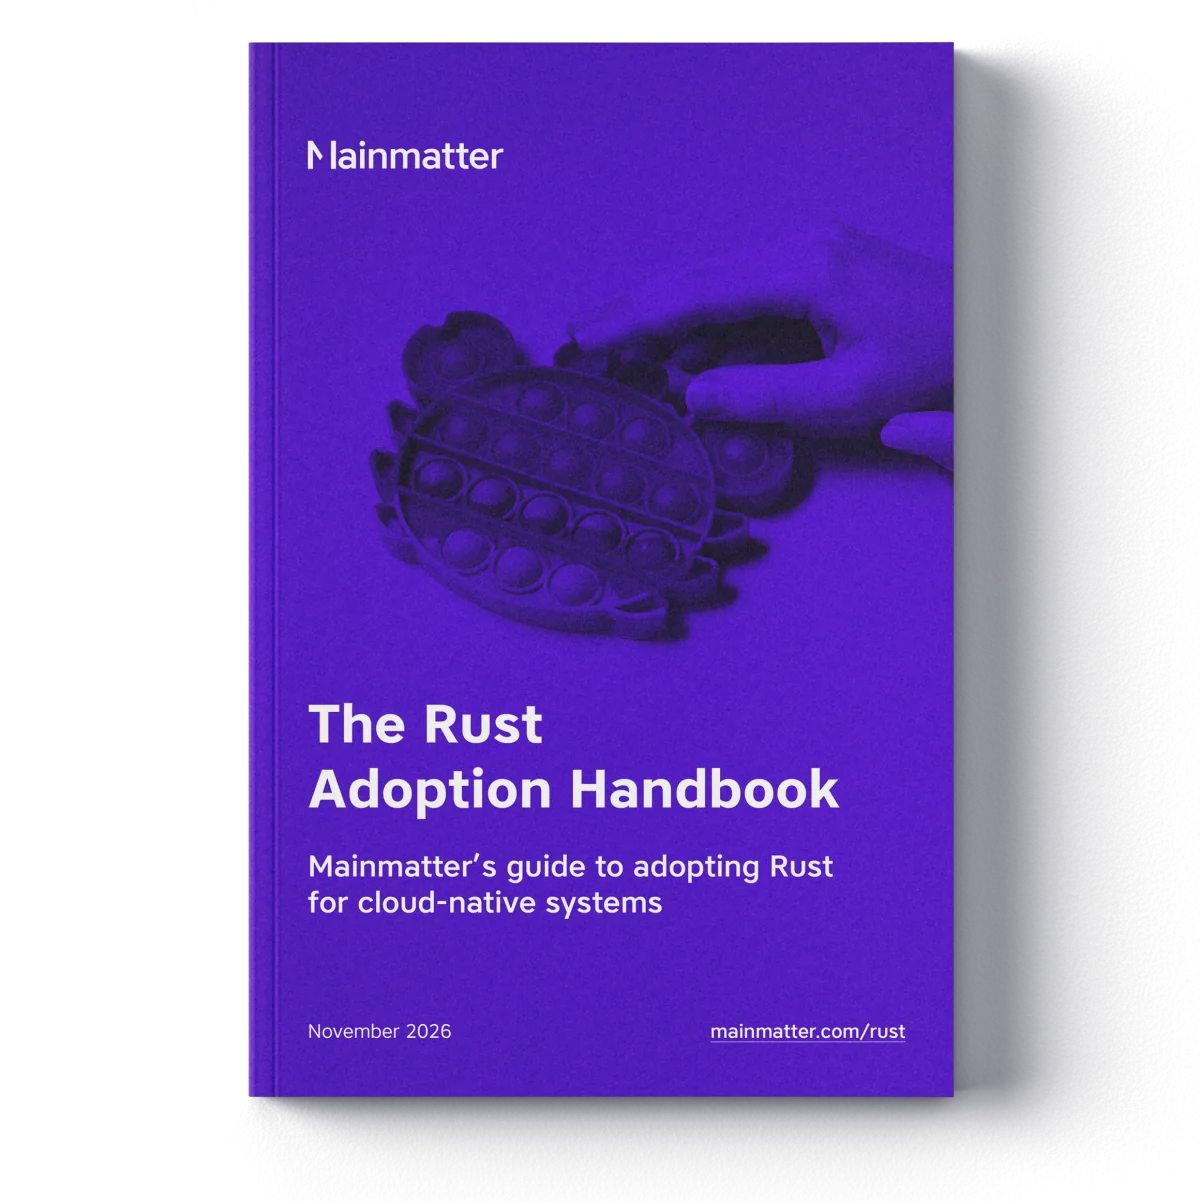 Mainmatter
The Rust
Adoption Handbook
Mainmatter’s guide to adopting Rust
for cloud-native systems
November 2026
mainmatter.com/rust